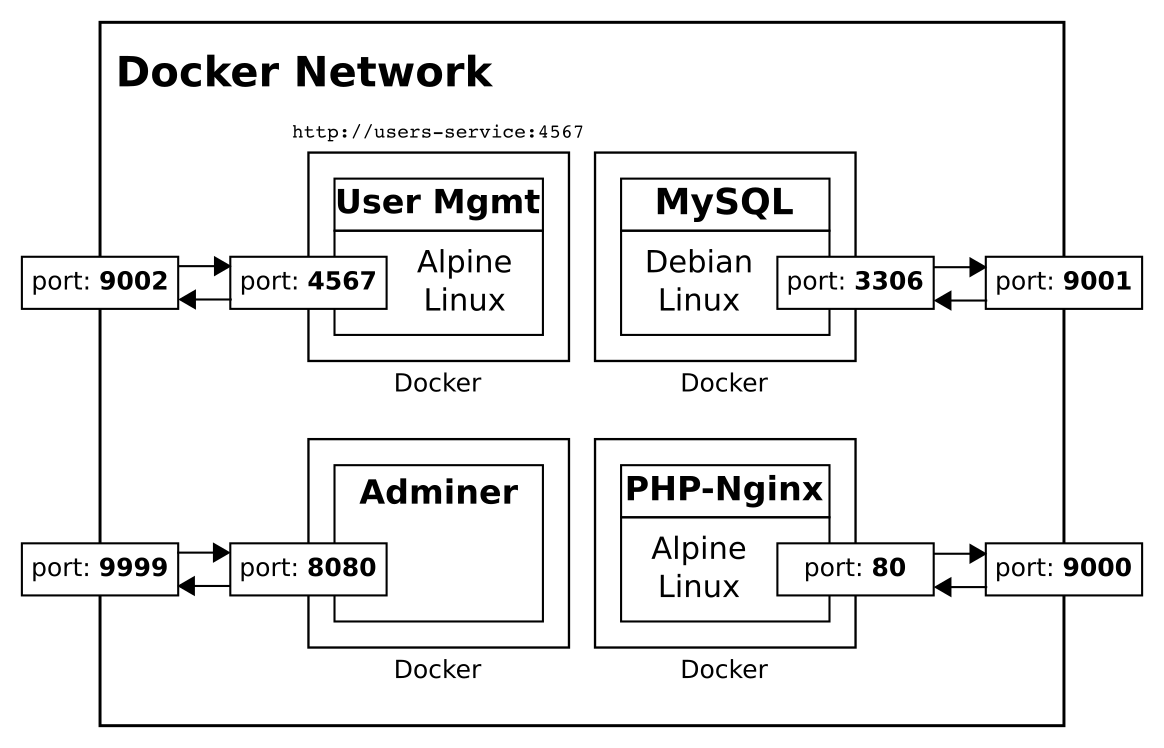 Docker Network
http://users-service:4567
User Mgmt
Alpine
Linux
port: 9002
port: 4567
Docker
MySQL
Debian
Linux
port: 3306
port: 9001
Docker
Adminer
port: 9999
port: 8080
Docker
PHP-Nginx
Alpine
Linux
port: 80
port: 9000
Docker